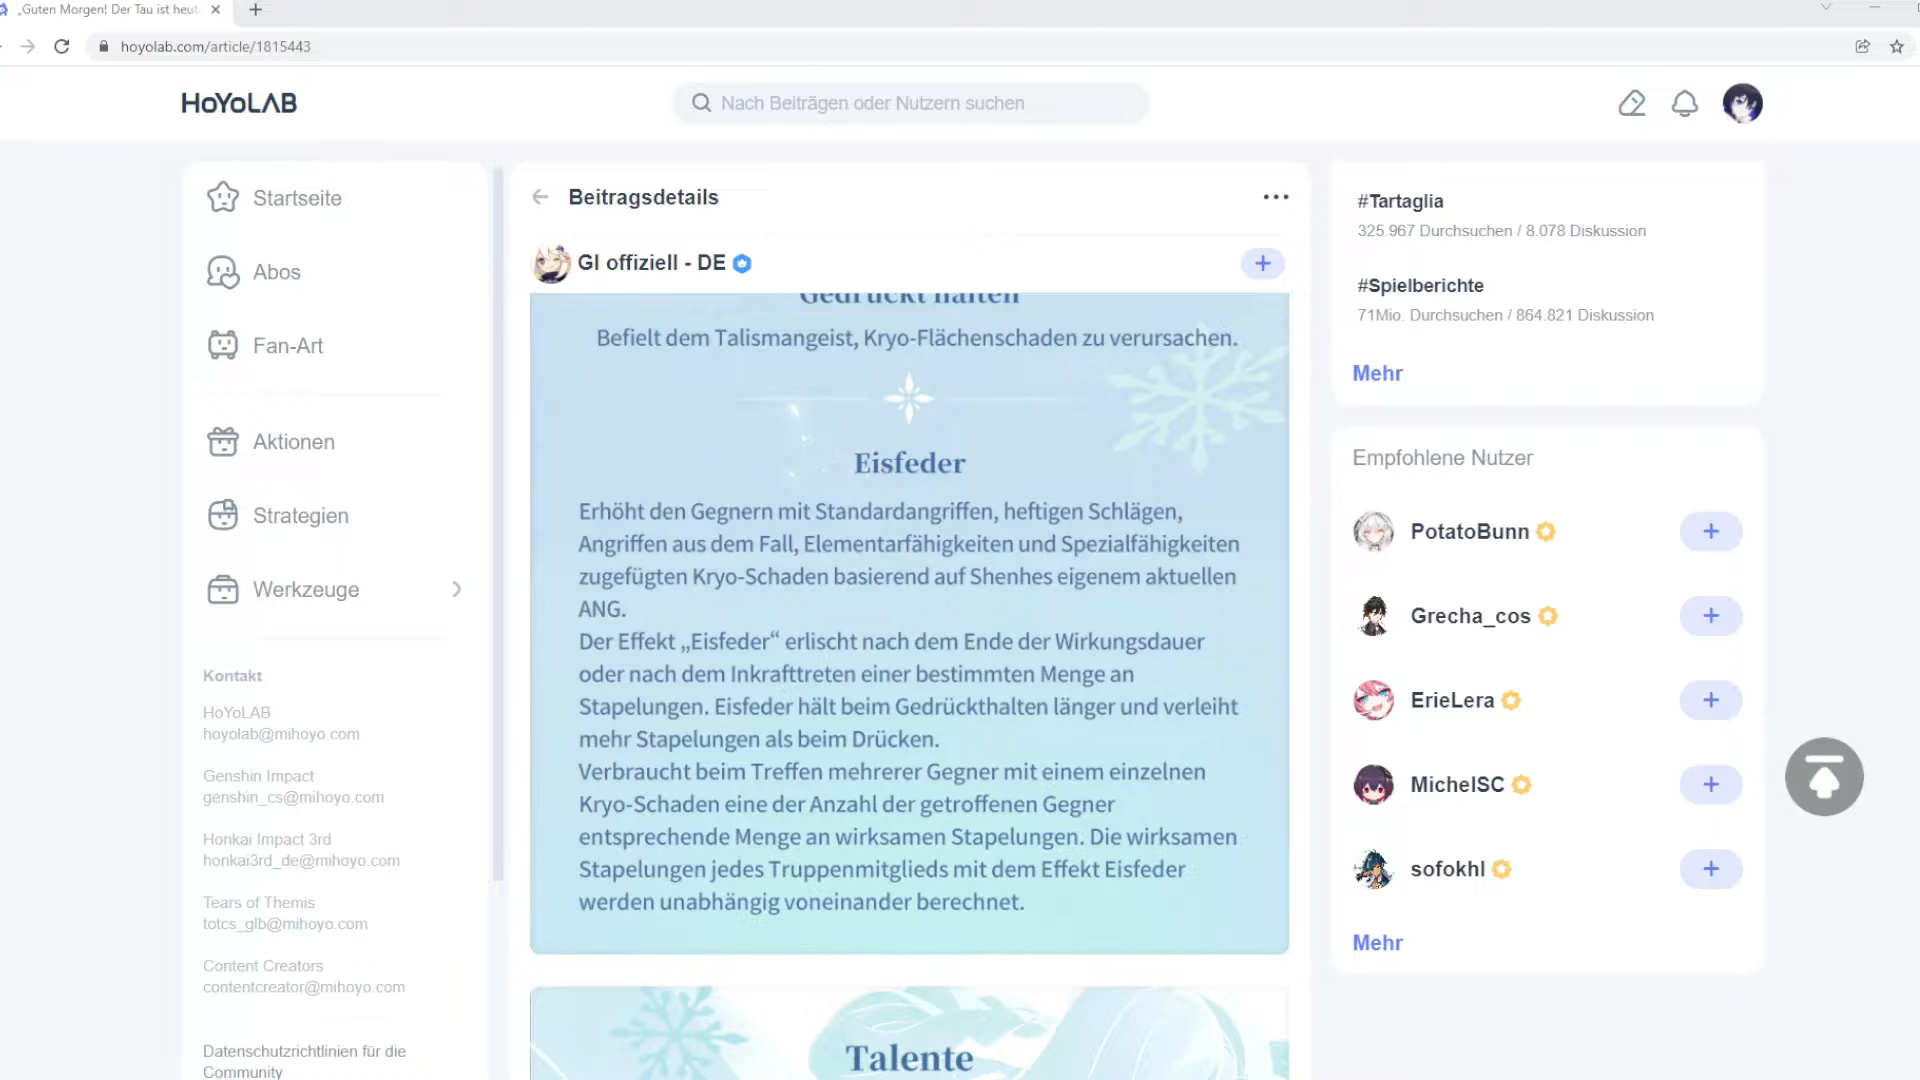 „Guten Morgen! Der Tau ist heut
hoyolab.com/article/1815443
HoYoLAB
Nach Beiträgen oder Nutzern suchen
Startseite
Abos
Fan-Art
Aktionen
Strategien
Werkzeuge
Kontakt
HoYoLAB
hoyolab@mihoyo.com
Genshin Impact
genshin_cs@mihoyo.com
Honkai Impact 3rd
honkai3rd_de@mihoyo.com
Tears of Themis
totcs_glb@mihoyo.com
Content Creators
contentcreator@mihoyo.com
Datenschutzrichtlinien für die
Community
Beitragsdetails
GI offiziell - DE
Gedrückt halten
Befielt dem Talismangeist, Kryo-Flächenschaden zu verursachen.
Eisfeder
Erhöht den Gegnern mit Standardangriffen, heftigen Schlägen,
Angriffen aus dem Fall, Elementarfähigkeiten und Spezialfähigkeiten
zugefügten Kryo-Schaden basierend auf Shenhes eigenem aktuellen
ANG.
Der Effekt „Eisfeder“ erlischt nach dem Ende der Wirkungsdauer
oder nach dem Inkrafttreten einer bestimmten Menge an
Stapelungen. Eisfeder hält beim Gedrückthalten länger und verleiht
mehr Stapelungen als beim Drücken.
Verbraucht beim Treffen mehrerer Gegner mit einem einzelnen
Kryo-Schaden eine der Anzahl der getroffenen Gegner
entsprechende Menge an wirksamen Stapelungen. Die wirksamen
Stapelungen jedes Truppenmitglieds mit dem Effekt Eisfeder
werden unabhängig voneinander berechnet.
Talente
#Tartaglia
325.967 Durchsuchen / 8.078 Diskussion
#Spielberichte
71Mio. Durchsuchen / 864.821 Diskussion
Mehr
Empfohlene Nutzer
PotatoBunn
Grecha_cos
ErieLera
MichelSC
sofokhl
Mehr